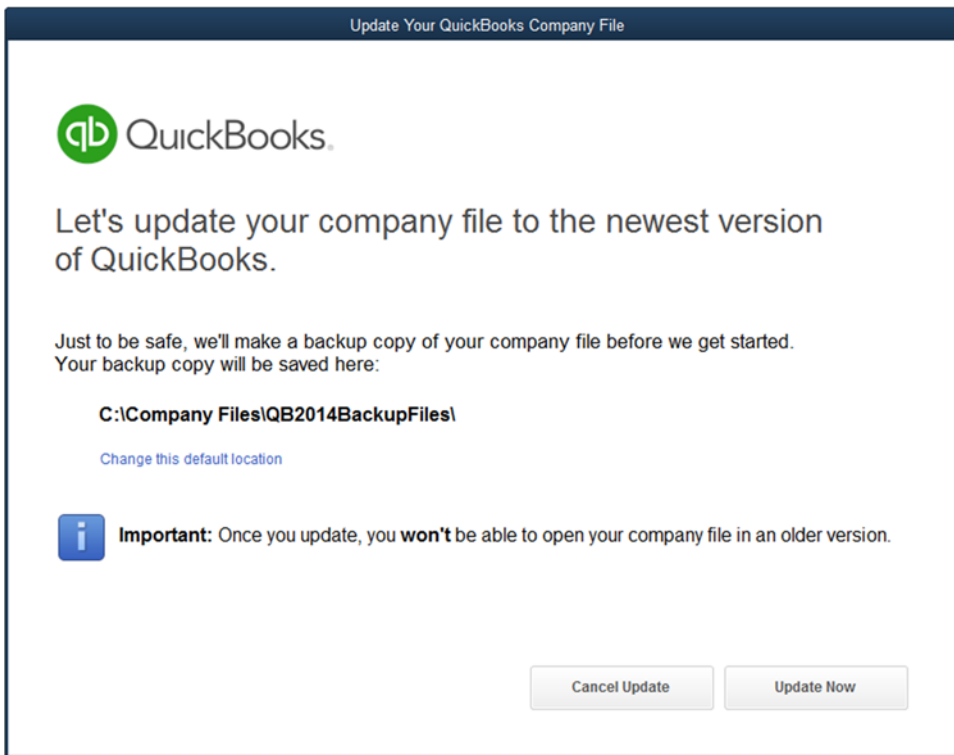 Update Your QuickBooks Company File
qb QuickBooks.
Let's update your company file to the newest version
of QuickBooks.
Just to be safe, we'll make a backup copy of your company file before we get started.
Your backup copy will be saved here:
C:\Company Files\QB2014BackupFiles\
Change this default location
i Important: Once you update, you won't be able to open your company file in an older version.
Cancel Update Update Now